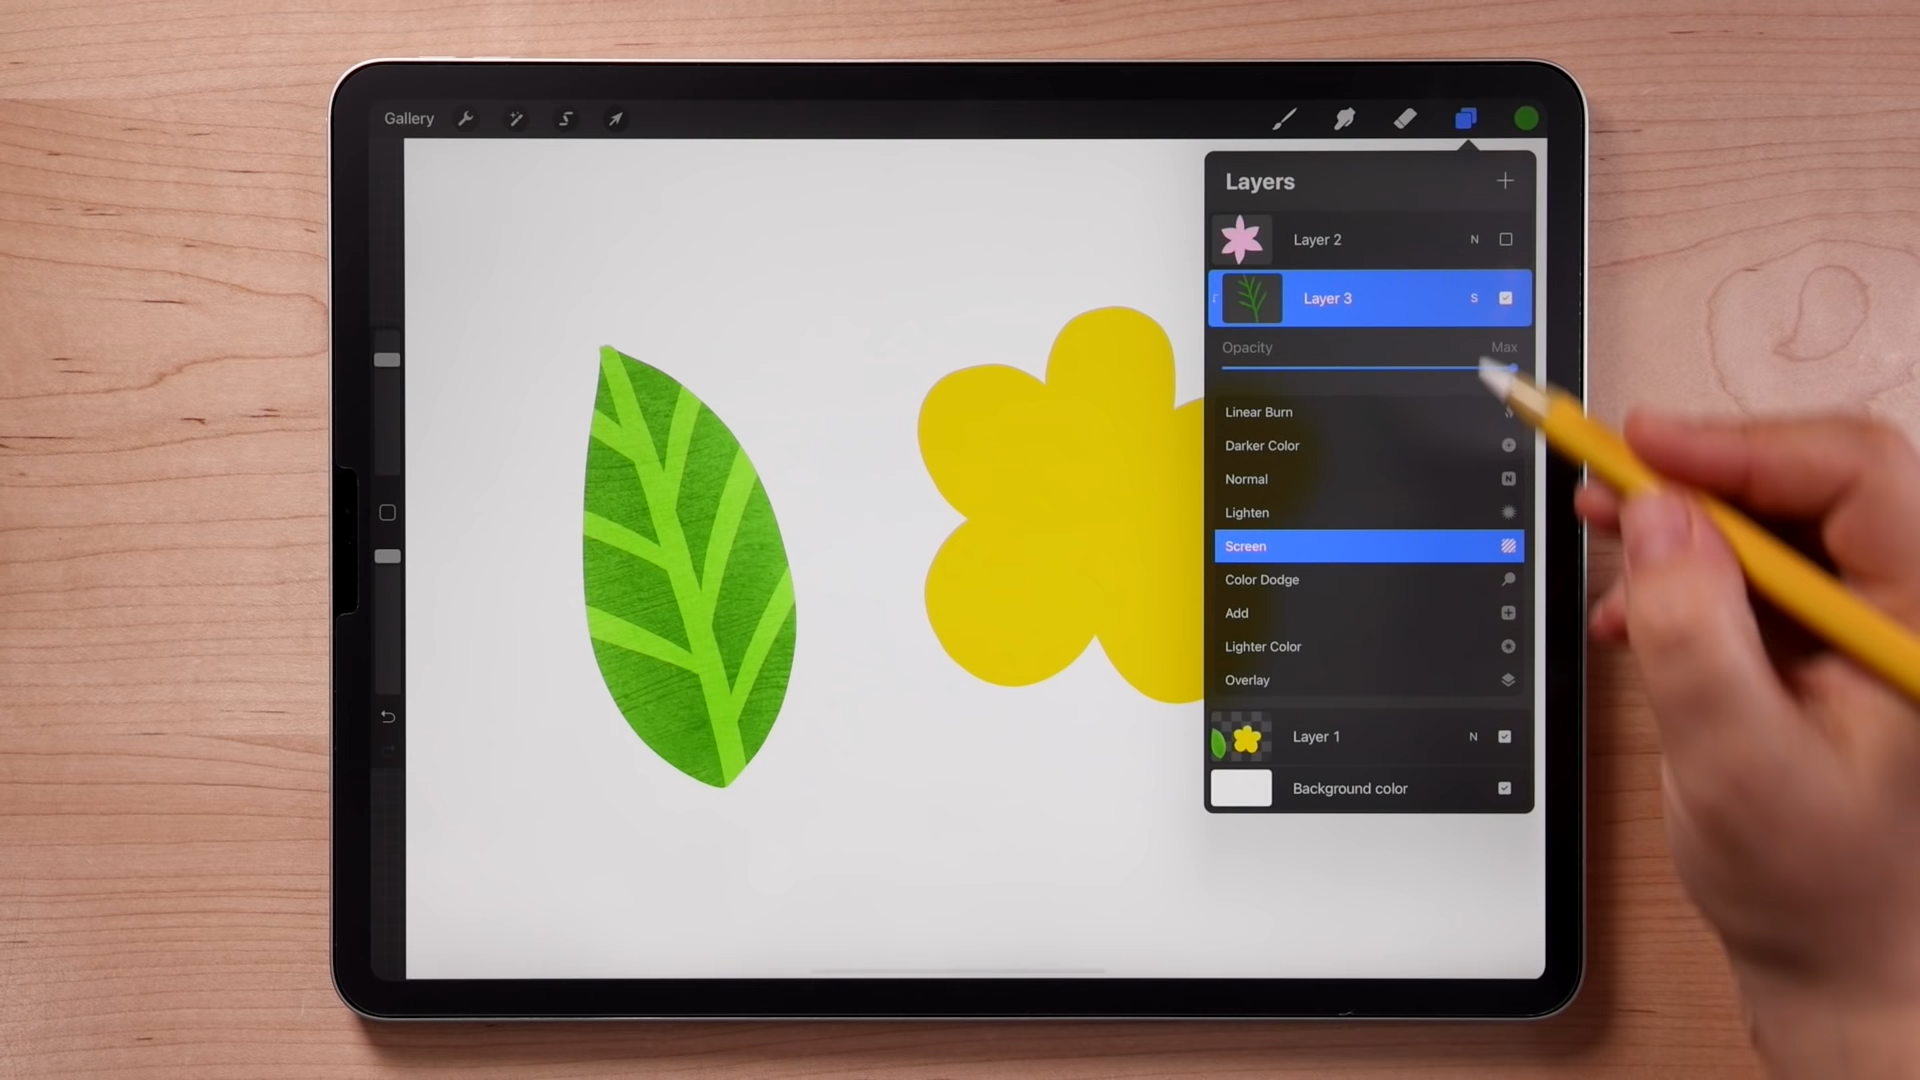 Gallery
Layers
Layer 2 N
Layer 3 S
Opacity Max
Linear Burn
Darker Color
Normal N
Lighten
Screen
Color Dodge
Add
Lighter Color
Overlay
Layer 1 N
Background color